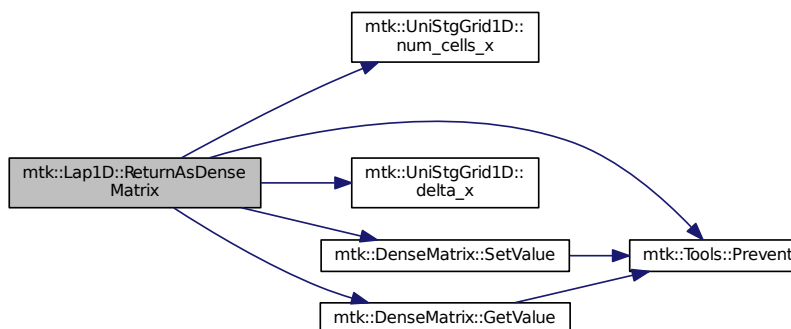 mtk::UniStgGrid1D::
num_cells_x
mtk::Lap1D::ReturnAsDense
Matrix
mtk::UniStgGrid1D::
delta_x
mtk::DenseMatrix::SetValue
mtk::Tools::Prevent
mtk::DenseMatrix::GetValue